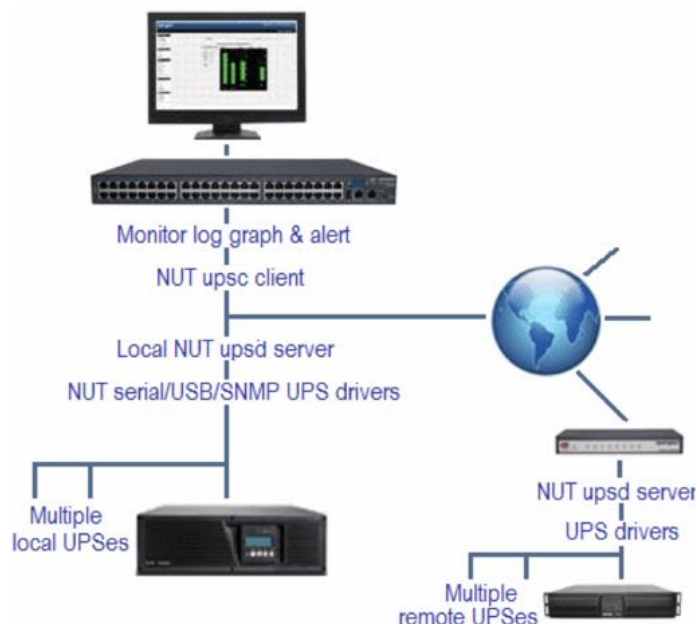 Monitor log graph & alert
NUT upsc client
Local NUT upsd server
NUT serial/USB/SNMP UPS drivers
Multiple
local UPSes
NUT upsd server
UPS drivers
Multiple
remote UPSes